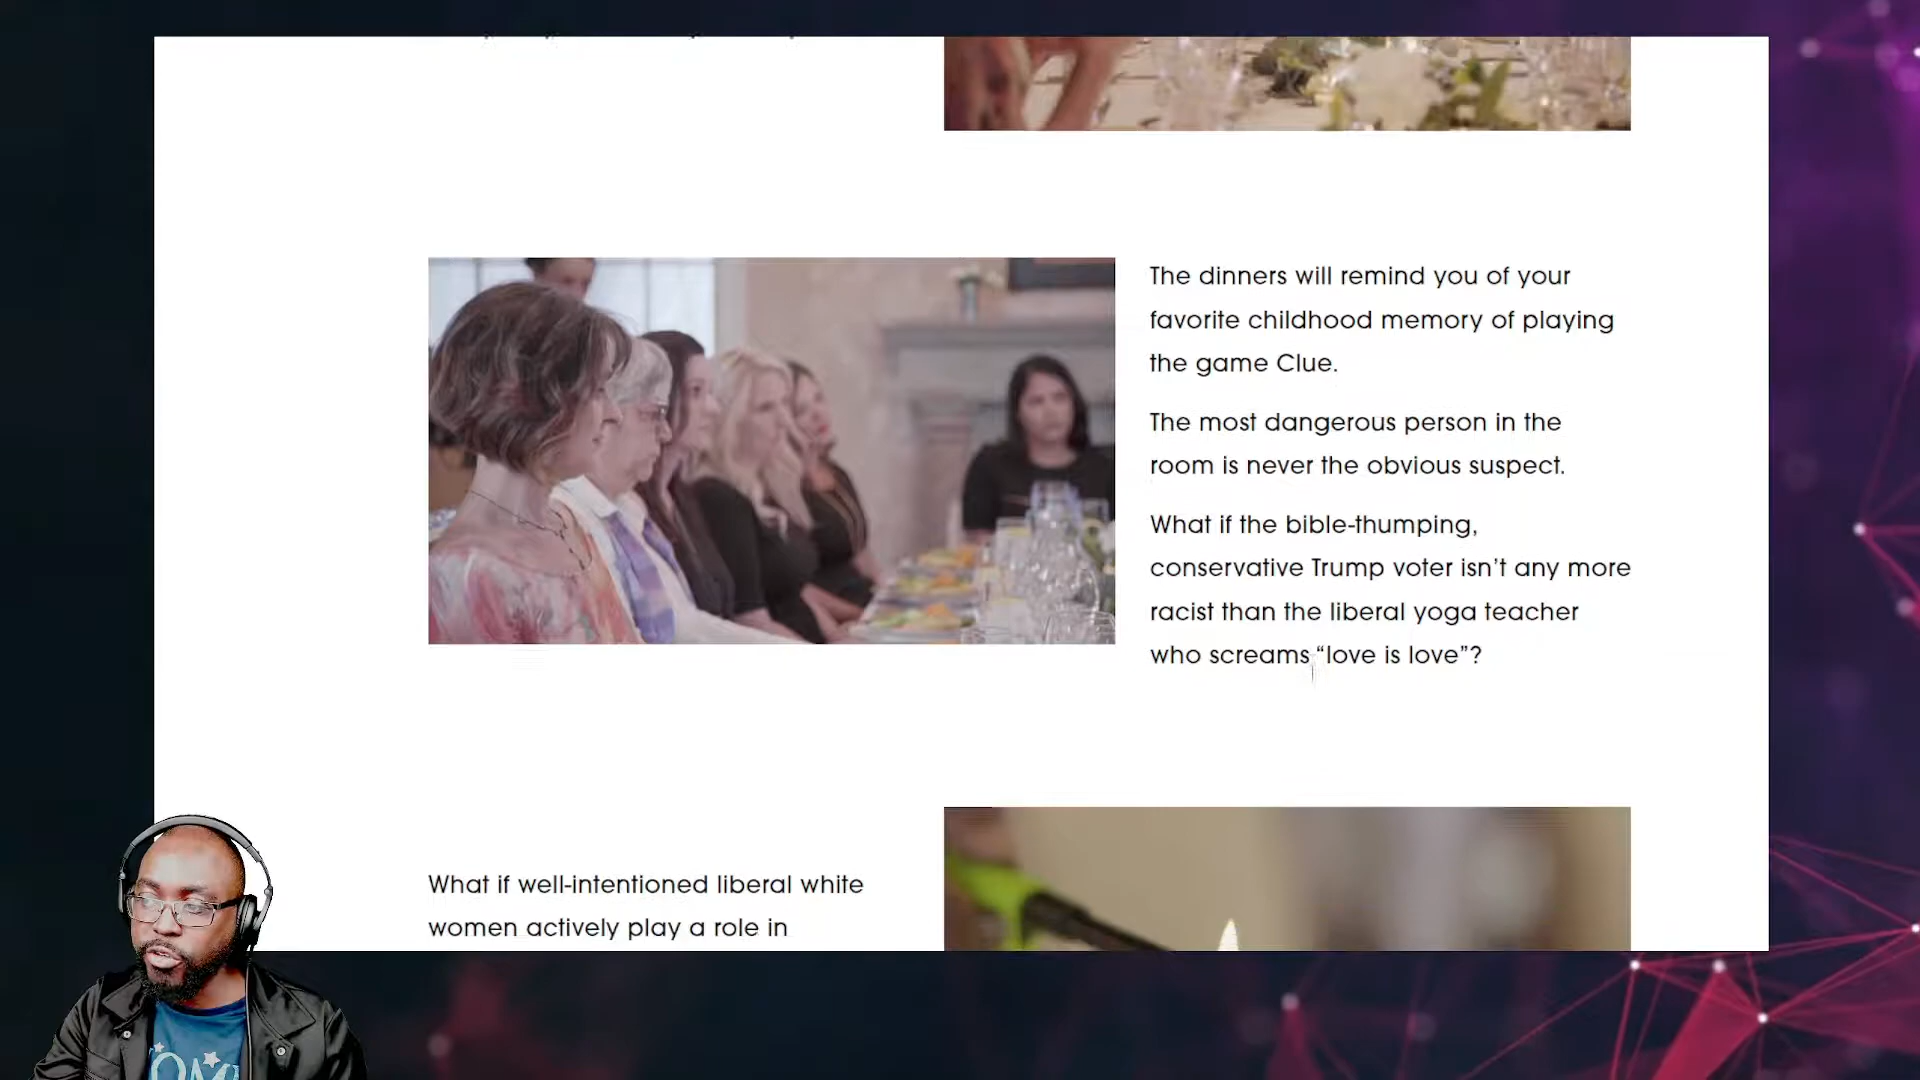 The dinners will remind you of your
favorite childhood memory of playing
the game Clue.
The most dangerous person in the
room is never the obvious suspect.
What if the bible-thumping,
conservative Trump voter isn’t any more
racist than the liberal yoga teacher
who screams “love is love”?
What if well-intentioned liberal white
women actively play a role in